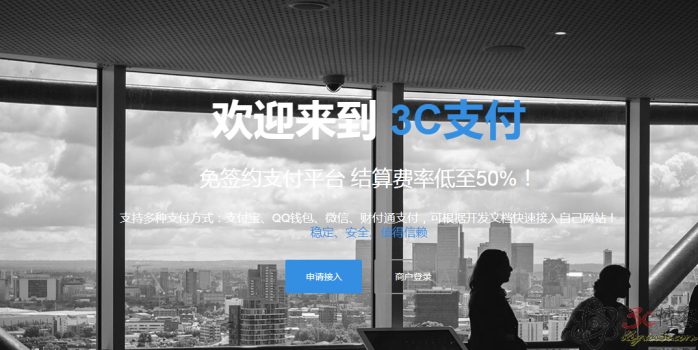 欢迎来到 3C支付
免签约支付平台 结算费率低至50%！
支持多种支付方式：支付宝、QQ钱包、微信、财付通支付，可根据开发文档快速接入自己网站！
稳定、安全、值得信赖
申请接入 商户登录